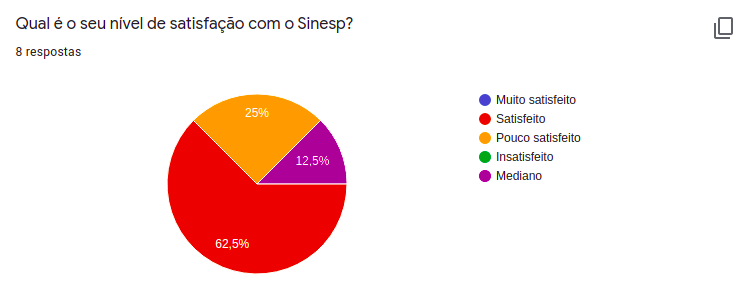 Qual é o seu nível de satisfação com o Sinesp?
8 respostas
25%
12,5%
62,5%
Muito satisfeito
Satisfeito
Pouco satisfeito
Insatisfeito
Mediano